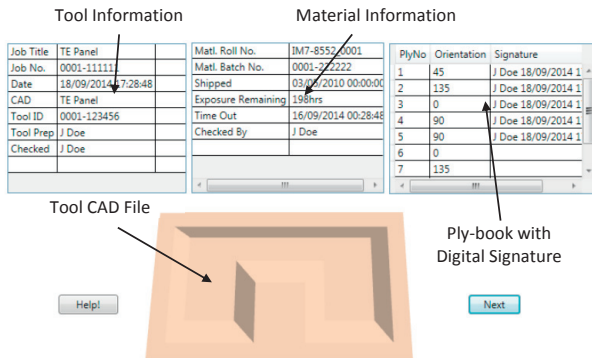 Tool Information
Material Information
Job Title TE Panel
Job No. 0001-111111
Date 18/09/2014 17:28:48
CAD TE Panel
Tool ID 0001-123456
Tool Prep J Doe
Checked J Doe
Matl. Roll No. IM7-8552_0001
Matl. Batch No. 0001-222222
Shipped 03/05/2010 00:00:00
Exposure Remaining 198hrs
Time Out 16/09/2014 00:28:48
Checked By J Doe
PlyNo Orientation Signature
1 45 J Doe 18/09/2014 1
2 135 J Doe 18/09/2014 1
3 0 J Doe 18/09/2014 1
4 90 J Doe 18/09/2014 1
5 90 J Doe 18/09/2014 1
6 0
7 135
Tool CAD File
Ply-book with
Digital Signature
Help!
Next